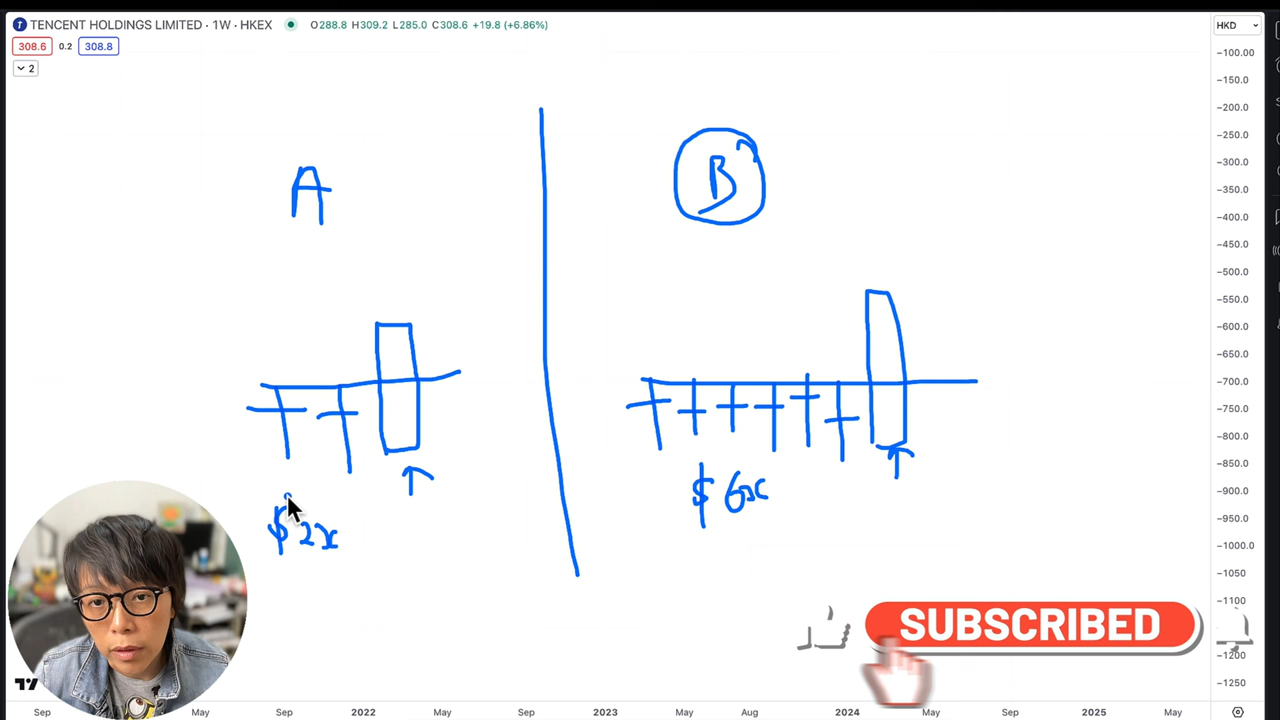 TENCENT HOLDINGS LIMITED · 1W · HKEX O288.8 H309.2 L285.0 C308.6 +19.8 (+6.86%)
HKD
308.6 0.2 308.8
2
-100.00
-150.0
-200.0
-250.0
-300.0
-350.0
-400.0
-450.0
-500.0
-550.0
-600.0
-650.0
-700.0
-750.0
-800.0
-850.0
-900.0
-950.0
-1000.0
-1050
-1100
-1200
-1250
A
B
$ 2x
$ 6x
SUBSCRIBED
Sep May Sep 2022 May Sep 2023 May Aug 2024 May Sep 2025 May